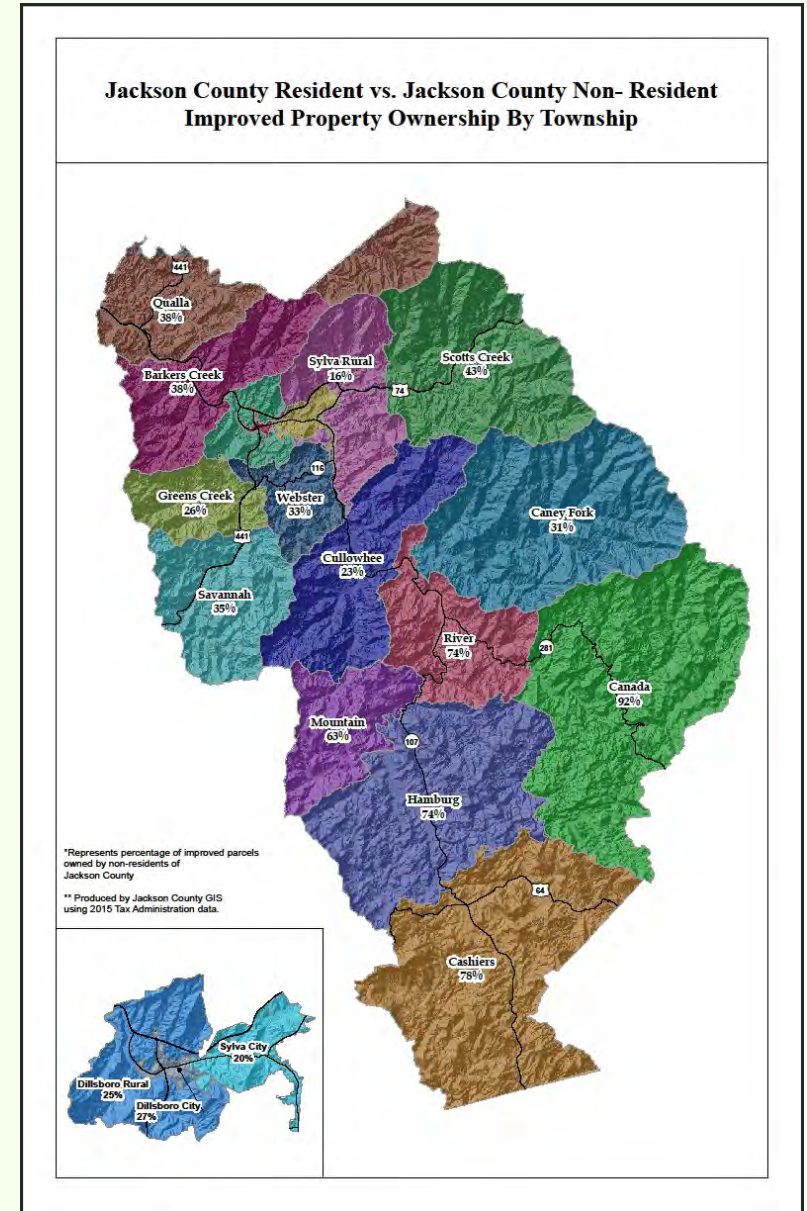 Jackson County Resident vs. Jackson County Non- Resident
Improved Property Ownership By Township
441
Qualla
38%
Barkers Creek
38%
Sylva Rural
16%
Scotts Creek
43%
74
Greens Creek
26%
Webster
33%
116
Caney Fork
31%
441
Cullowhee
23%
Savannah
35%
River
74%
281
Canada
92%
Mountain
63%
107
Hamburg
74%
*Represents percentage of improved parcels
owned by non-residents of
Jackson County
** Produced by Jackson County GIS
using 2015 Tax Administration data.
64
Cashiers
78%
Sylva City
20%
Dillsboro Rural
25%
Dillsboro City
27%